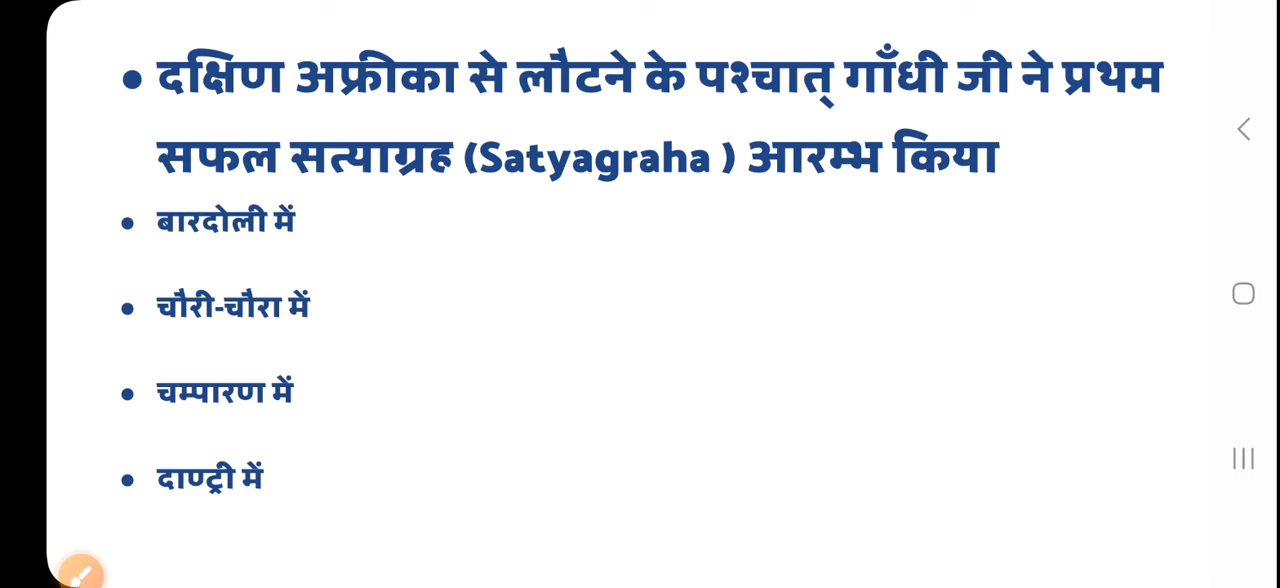 • दक्षिण अफ्रीका से लौटने के पश्चात् गाँधी जी ने प्रथम
सफल सत्याग्रह (Satyagraha ) आरम्भ किया
• बारदोली में
• चौरी-चौरा में
• चम्पारण में
• दाण्ट्री में